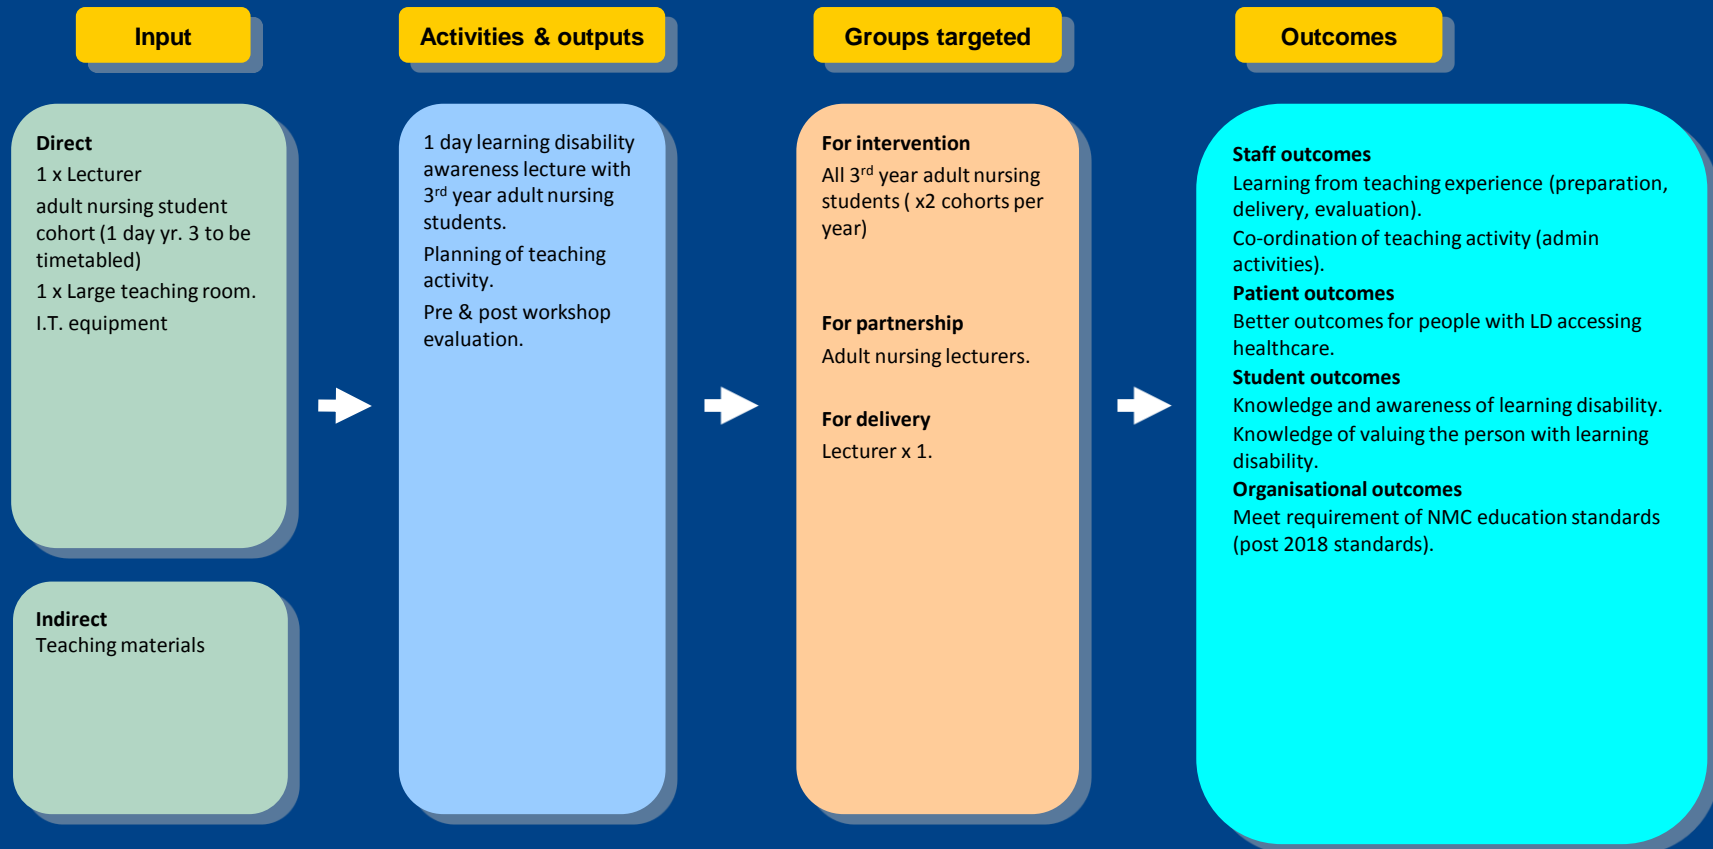 Input
Activities & outputs
Groups targeted
Outcomes
Direct
1 x Lecturer
adult nursing student
cohort (1 day yr. 3 to be
timetabled)
1 x Large teaching room.
I.T. equipment
Indirect
Teaching materials
1 day learning disability
awareness lecture with
3rd year adult nursing
students.
Planning of teaching
activity.
Pre & post workshop
evaluation.
For intervention
All 3rd year adult nursing
students ( x2 cohorts per
year)
For partnership
Adult nursing lecturers.
For delivery
Lecturer x 1.
Staff outcomes
Learning from teaching experience (preparation,
delivery, evaluation).
Co-ordination of teaching activity (admin
activities).
Patient outcomes
Better outcomes for people with LD accessing
healthcare.
Student outcomes
Knowledge and awareness of learning disability.
Knowledge of valuing the person with learning
disability.
Organisational outcomes
Meet requirement of NMC education standards
(post 2018 standards).